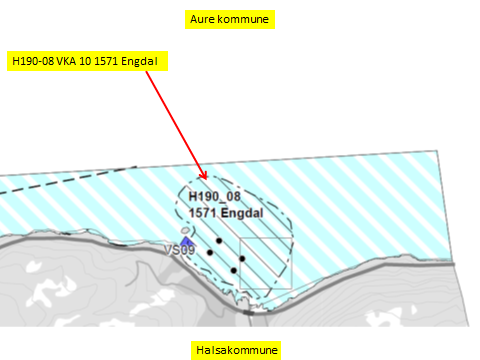 Aure kommune
H190-08 VKA 10 1571 Engdal
H190_08
1571 Engdal
VS09
Halsakommune